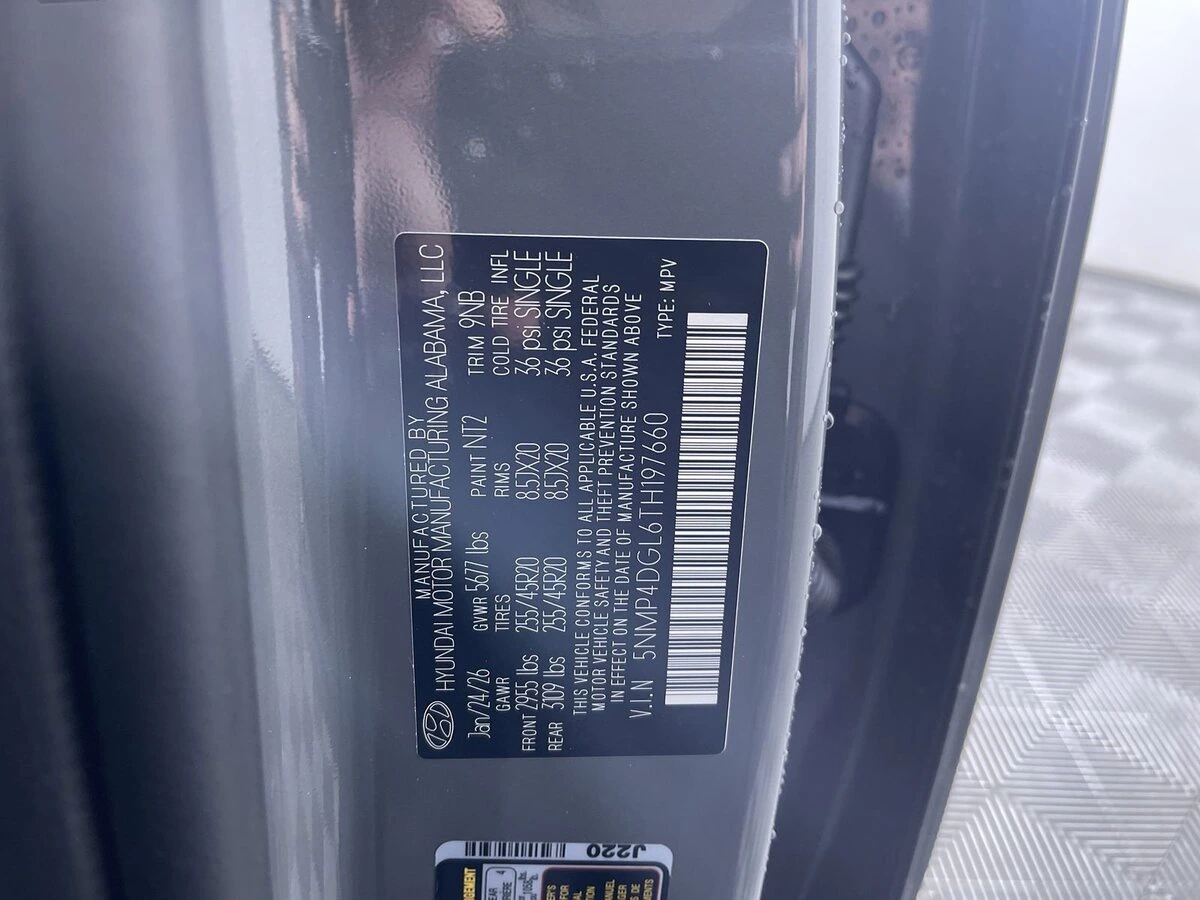 MANUFACTURED BY
HYUNDAI MOTOR MANUFACTURING ALABAMA, LLC
Jan/24/26 GVWR 5677 lbs PAINT NT2 TRIM 9NB
GAWR TIRES RIMS COLD TIRE INFL
FRONT 2955 lbs 255/45R20 8.5JX20 36 psi SINGLE
REAR 3109 lbs 255/45R20 8.5JX20 36 psi SINGLE
THIS VEHICLE CONFORMS TO ALL APPLICABLE U.S.A. FEDERAL
MOTOR VEHICLE SAFETY AND THEFT PREVENTION STANDARDS
IN EFFECT ON THE DATE OF MANUFACTURE SHOWN ABOVE
V.I.N 5NMP4DGL6TH197660
TYPE: MPV
J220
4